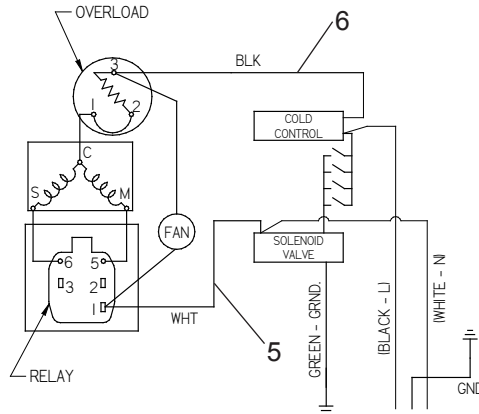 OVERLOAD
6
3
BLK
1
2
COLD
CONTROL
C
S
M
FAN
SOLENOID
VALVE
6
5
3
2
1
WHT
5
RELAY
GREEN - GRND.
(BLACK - L)
(WHITE - N)
GND